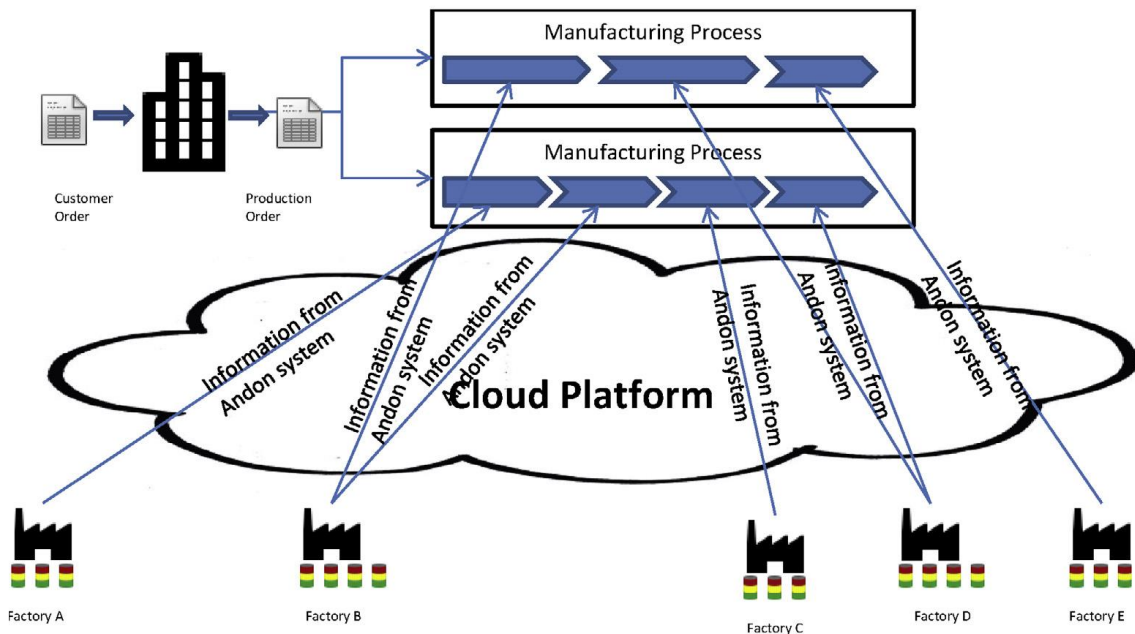 Manufacturing Process
Manufacturing Process
Customer
Order
Production
Order
Information from
Andon system
Information from
Andon system
Information from
Andon system
Information from
Andon system
Information from
Andon system
Information from
Andon system
Cloud Platform
Factory A
Factory B
Factory C
Factory D
Factory E